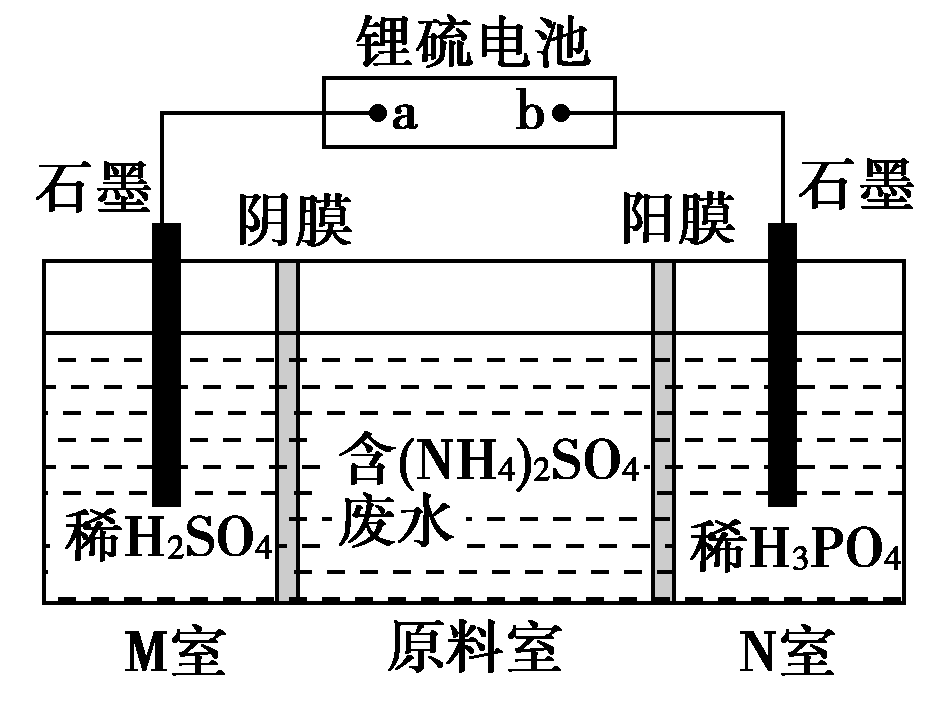 锂硫电池
a b
石墨 石墨
阴膜 阳膜
含(NH₄)₂SO₄
废水
稀H₂SO₄ 稀H₃PO₄
M室 原料室 N室